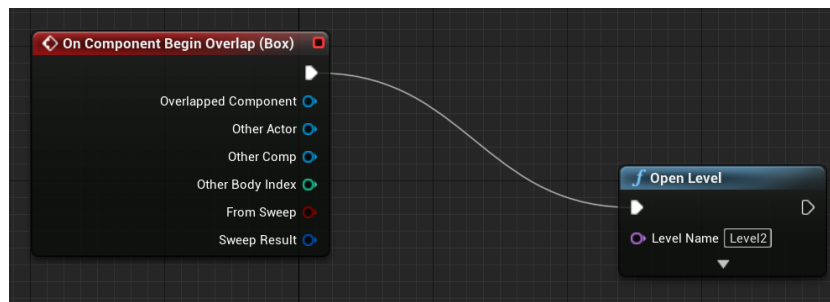 On Component Begin Overlap (Box)
Overlapped Component
Other Actor
Other Comp
Other Body Index
From Sweep
Sweep Result
f Open Level
Level Name Level2